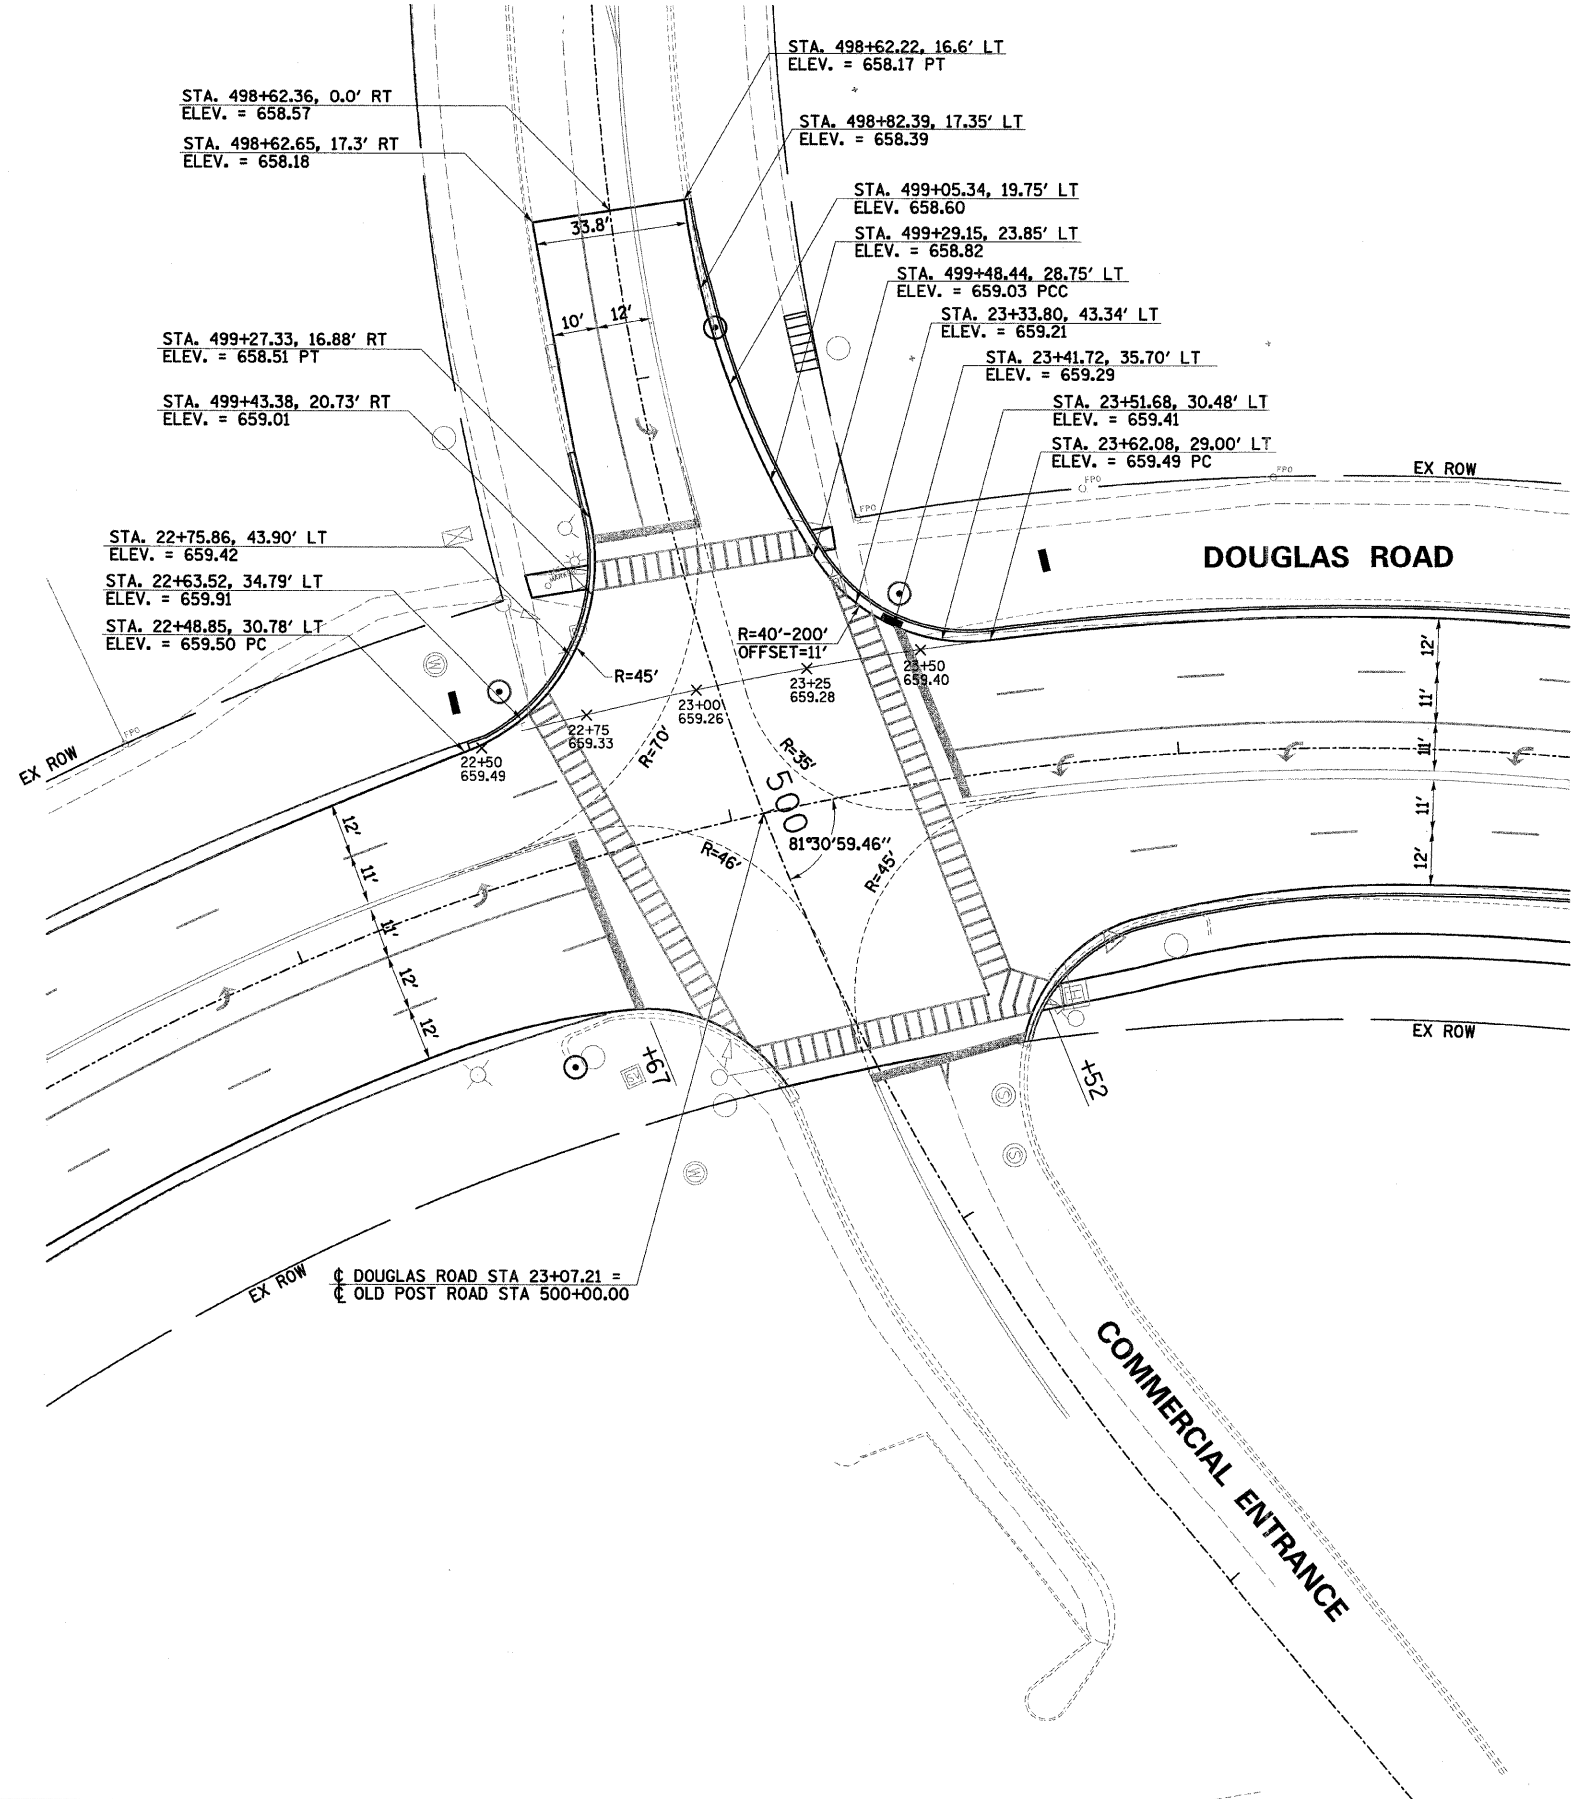 STA. 498+62.22, 16.6' LT
ELEV. = 658.17 PT
STA. 498+62.36, 0.0' RT
ELEV. = 658.57
STA. 498+82.39, 17.35' LT
ELEV. = 658.39
STA. 498+62.65, 17.3' RT
ELEV. = 658.18
STA. 499+05.34, 19.75' LT
ELEV. 658.60
33.8'
STA. 499+29.15, 23.85' LT
ELEV. = 658.82
STA. 499+48.44, 28.75' LT
ELEV. = 659.03 PCC
STA. 23+33.80, 43.34' LT
ELEV. = 659.21
10'
12'
STA. 499+27.33, 16.88' RT
ELEV. = 658.51 PT
STA. 23+41.72, 35.70' LT
ELEV. = 659.29
STA. 499+43.38, 20.73' RT
ELEV. = 659.01
STA. 23+51.68, 30.48' LT
ELEV. = 659.41
STA. 23+62.08, 29.00' LT
ELEV. = 659.49 PC
EX ROW
FPO
FPO
FPO
STA. 22+75.86, 43.90' LT
ELEV. = 659.42
DOUGLAS ROAD
STA. 22+63.52, 34.79' LT
ELEV. = 659.91
STA. 22+48.85, 30.78' LT
ELEV. = 659.50 PC
R=40'-200'
OFFSET=11'
W
R=45'
23+50
659.40
23+25
659.28
23+00
659.26
22+75
659.33
22+50
659.49
FPO
EX ROW
R=70'
R=35'
500
81°30'59.46"
R=46'
R=45'
12'
11'
11'
11'
12'
12'
11'
11'
12'
12'
EX ROW
+67
+52
GV
S
S
W
EX ROW
℄ DOUGLAS ROAD STA 23+07.21 =
℄ OLD POST ROAD STA 500+00.00
COMMERCIAL ENTRANCE